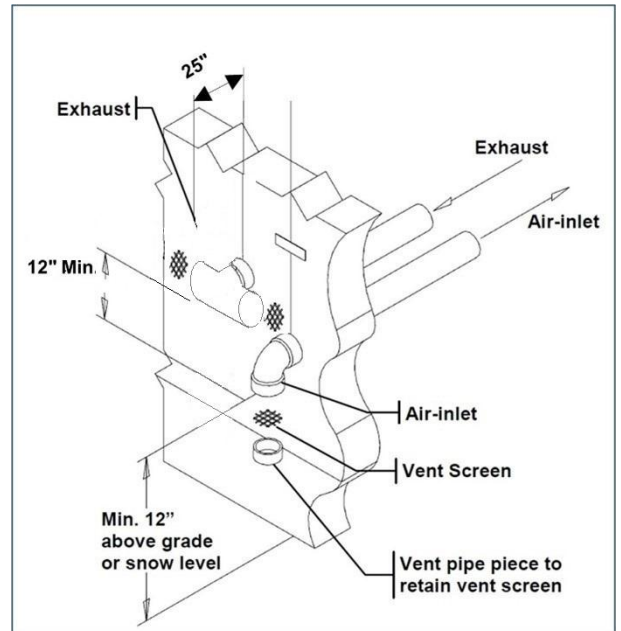 25"
Exhaust
Exhaust
Air-inlet
12" Min.
Air-inlet
Vent Screen
Min. 12”
above grade
or snow level
Vent pipe piece to
retain vent screen